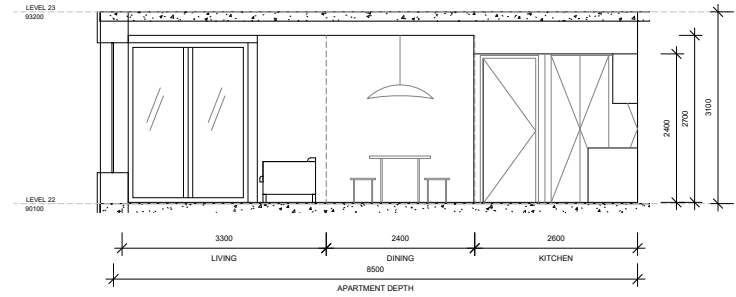 LEVEL 23
93200
2400
2700
3100
LEVEL 22
90100
3300
2400
2600
LIVING
DINING
KITCHEN
8500
APARTMENT DEPTH